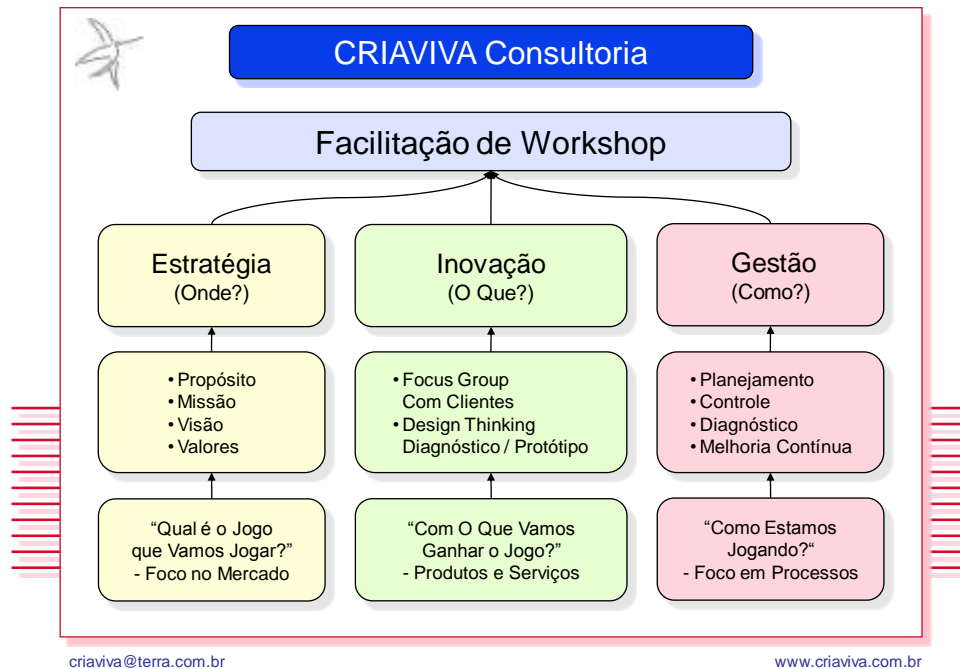 CRIAVIVA Consultoria
Facilitação de Workshop
Estratégia
(Onde?)
Inovação
(O Que?)
Gestão
(Como?)
• Propósito
• Missão
• Visão
• Valores
• Focus Group
Com Clientes
• Design Thinking
Diagnóstico / Protótipo
• Planejamento
• Controle
• Diagnóstico
• Melhoria Contínua
“Qual é o Jogo
que Vamos Jogar?”
- Foco no Mercado
“Com O Que Vamos
Ganhar o Jogo?”
- Produtos e Serviços
“Como Estamos
Jogando?“
- Foco em Processos
criaviva@terra.com.br
www.criaviva.com.br